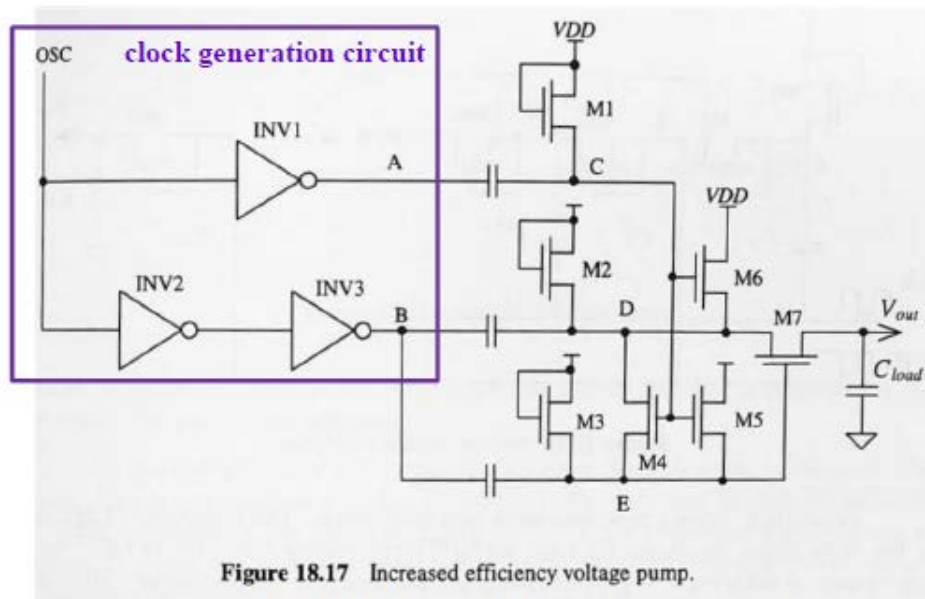 clock generation circuit
OSC
VDD
M1
INV1
A
C
VDD
M2
M6
INV2
INV3
B
D
M7
Vout
Cload
M3
M4
M5
E
Figure 18.17 Increased efficiency voltage pump.